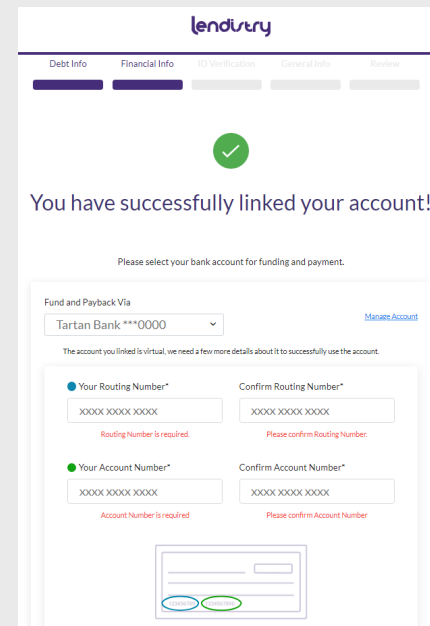 lendistry
Debt Info Financial Info IO Verification General Info Review
You have successfully linked your account!
Please select your bank account for funding and payment.
Fund and Payback Via
Tartan Bank ***0000
Manage Account
The account you linked is virtual, we need a few more details about it to successfully use the account.
Your Routing Number* Confirm Routing Number*
XXXX XXXX XXXX XXXX XXXX XXXX
Routing Number is required. Please confirm Routing Number.
Your Account Number* Confirm Account Number*
XXXX XXXX XXXX XXXX XXXX XXXX
Account Number is required Please confirm Account Number